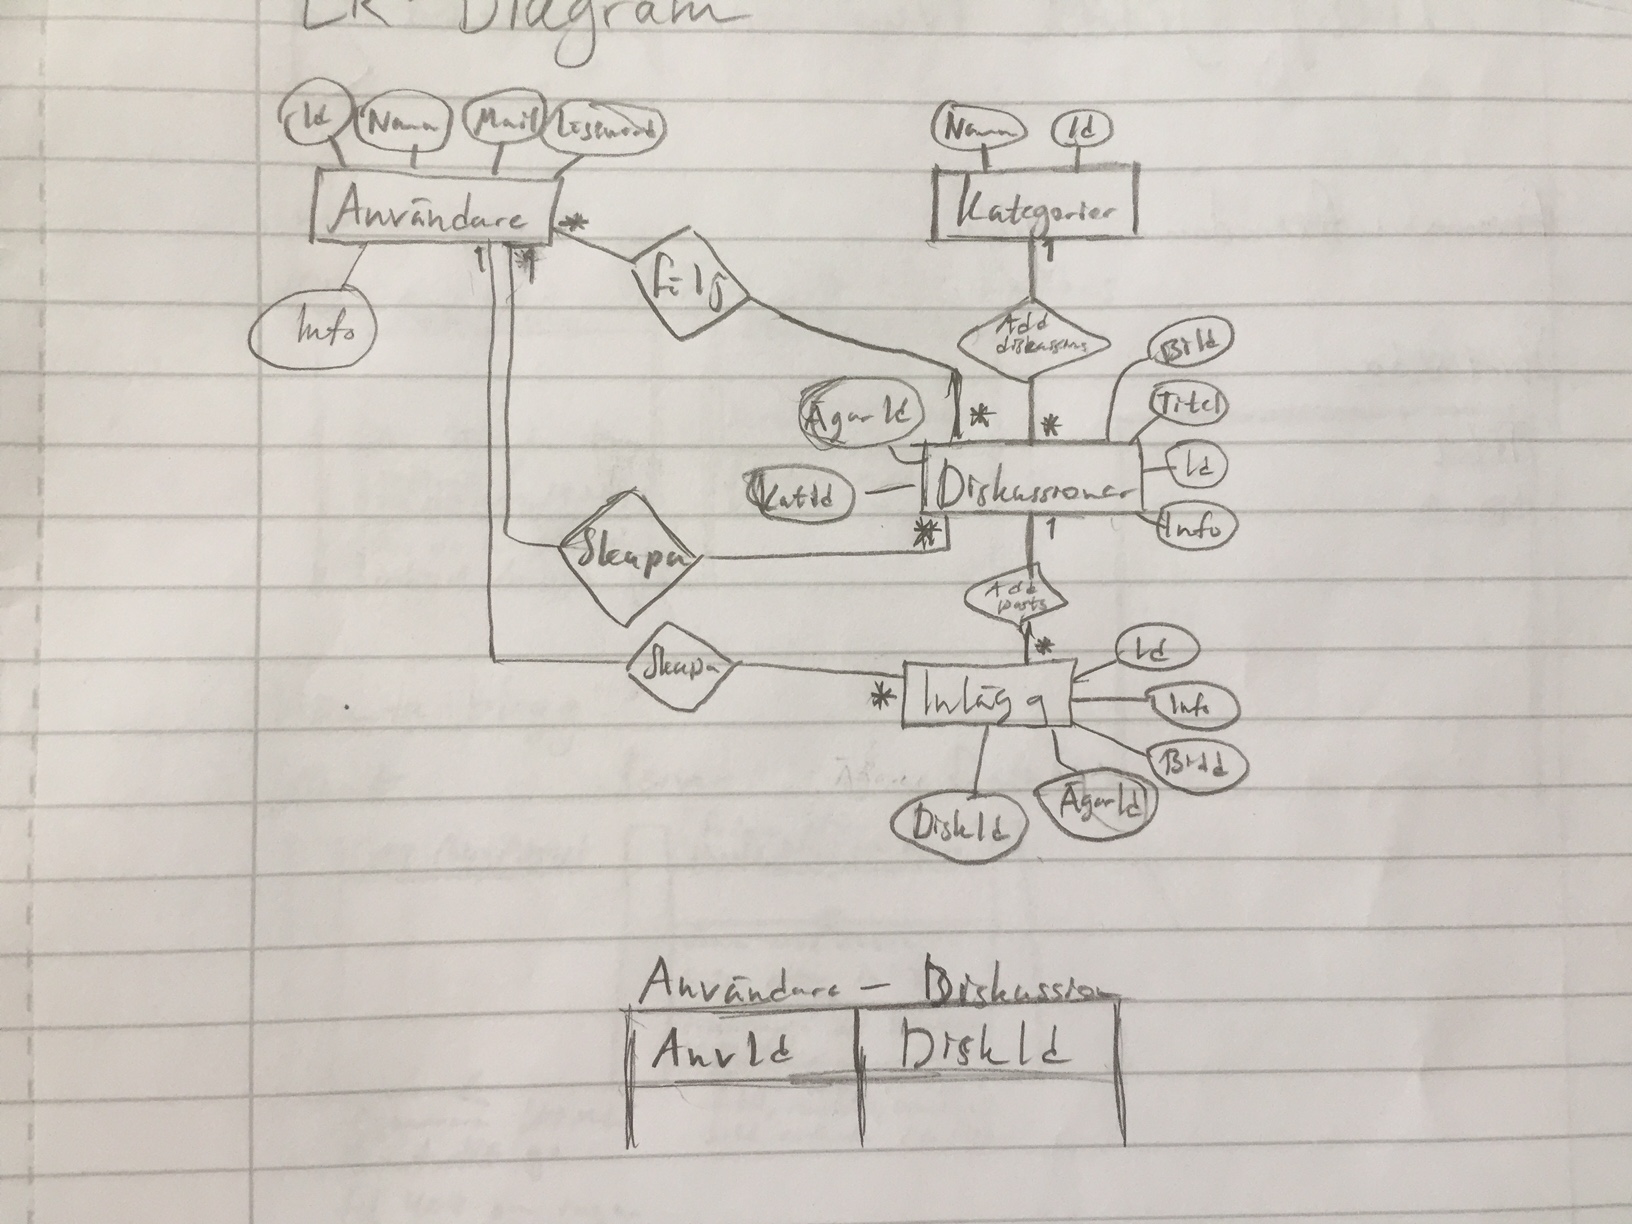 ER-Diagram
Id Namn Mail Lösenord
Namn Id
Användare *
Kategorier
1 *1
1
Följ
Info
Add
diskussions
Bild
Titel
ÄgarId * *
Id
KatId Diskussioner
Info
* 1
Skapa
Add
posts
*
Id
Skapa
* Inlägg
Info
Bild
ÄgarId
DiskId
Användare - Diskussion
AnvId DiskId